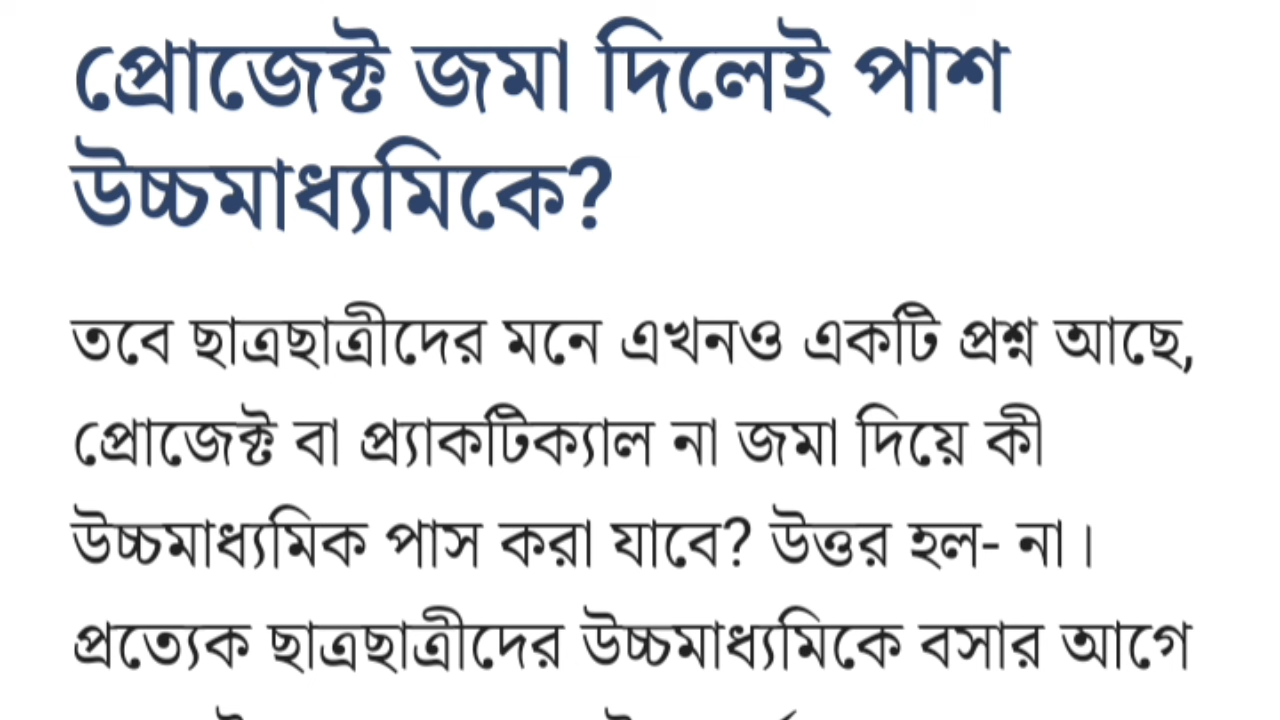 প্রোজেক্ট জমা দিলেই পাশ
উচ্চমাধ্যমিকে?
তবে ছাত্রছাত্রীদের মনে এখনও একটি প্রশ্ন আছে,
প্রোজেক্ট বা প্র্যাকটিক্যাল না জমা দিয়ে কী
উচ্চমাধ্যমিক পাস করা যাবে? উত্তর হল- না।
প্রত্যেক ছাত্রছাত্রীদের উচ্চমাধ্যমিকে বসার আগে